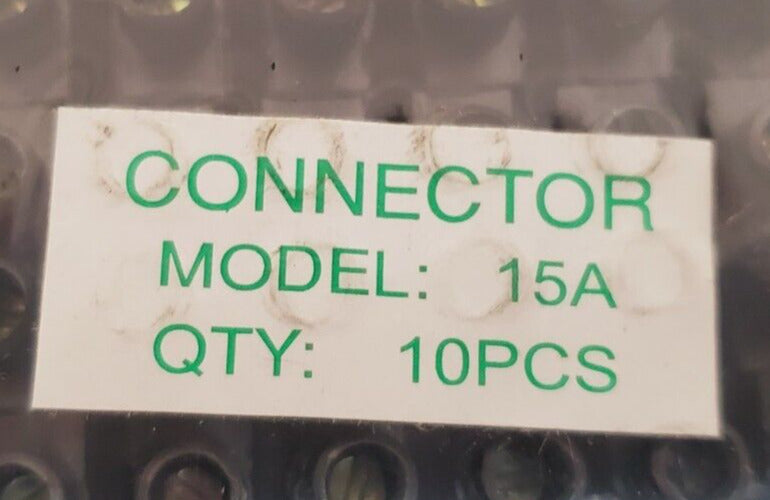 CONNECTOR
MODEL: 15A
QTY: 10PCS